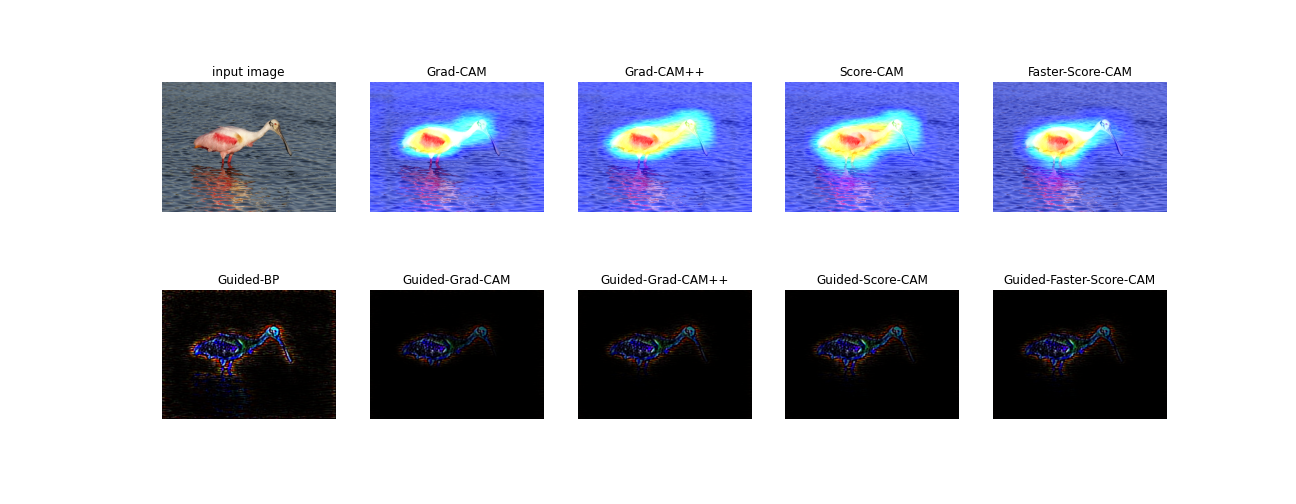 input image
Grad-CAM
Grad-CAM++
Score-CAM
Faster-Score-CAM
Guided-BP
Guided-Grad-CAM
Guided-Grad-CAM++
Guided-Score-CAM
Guided-Faster-Score-CAM